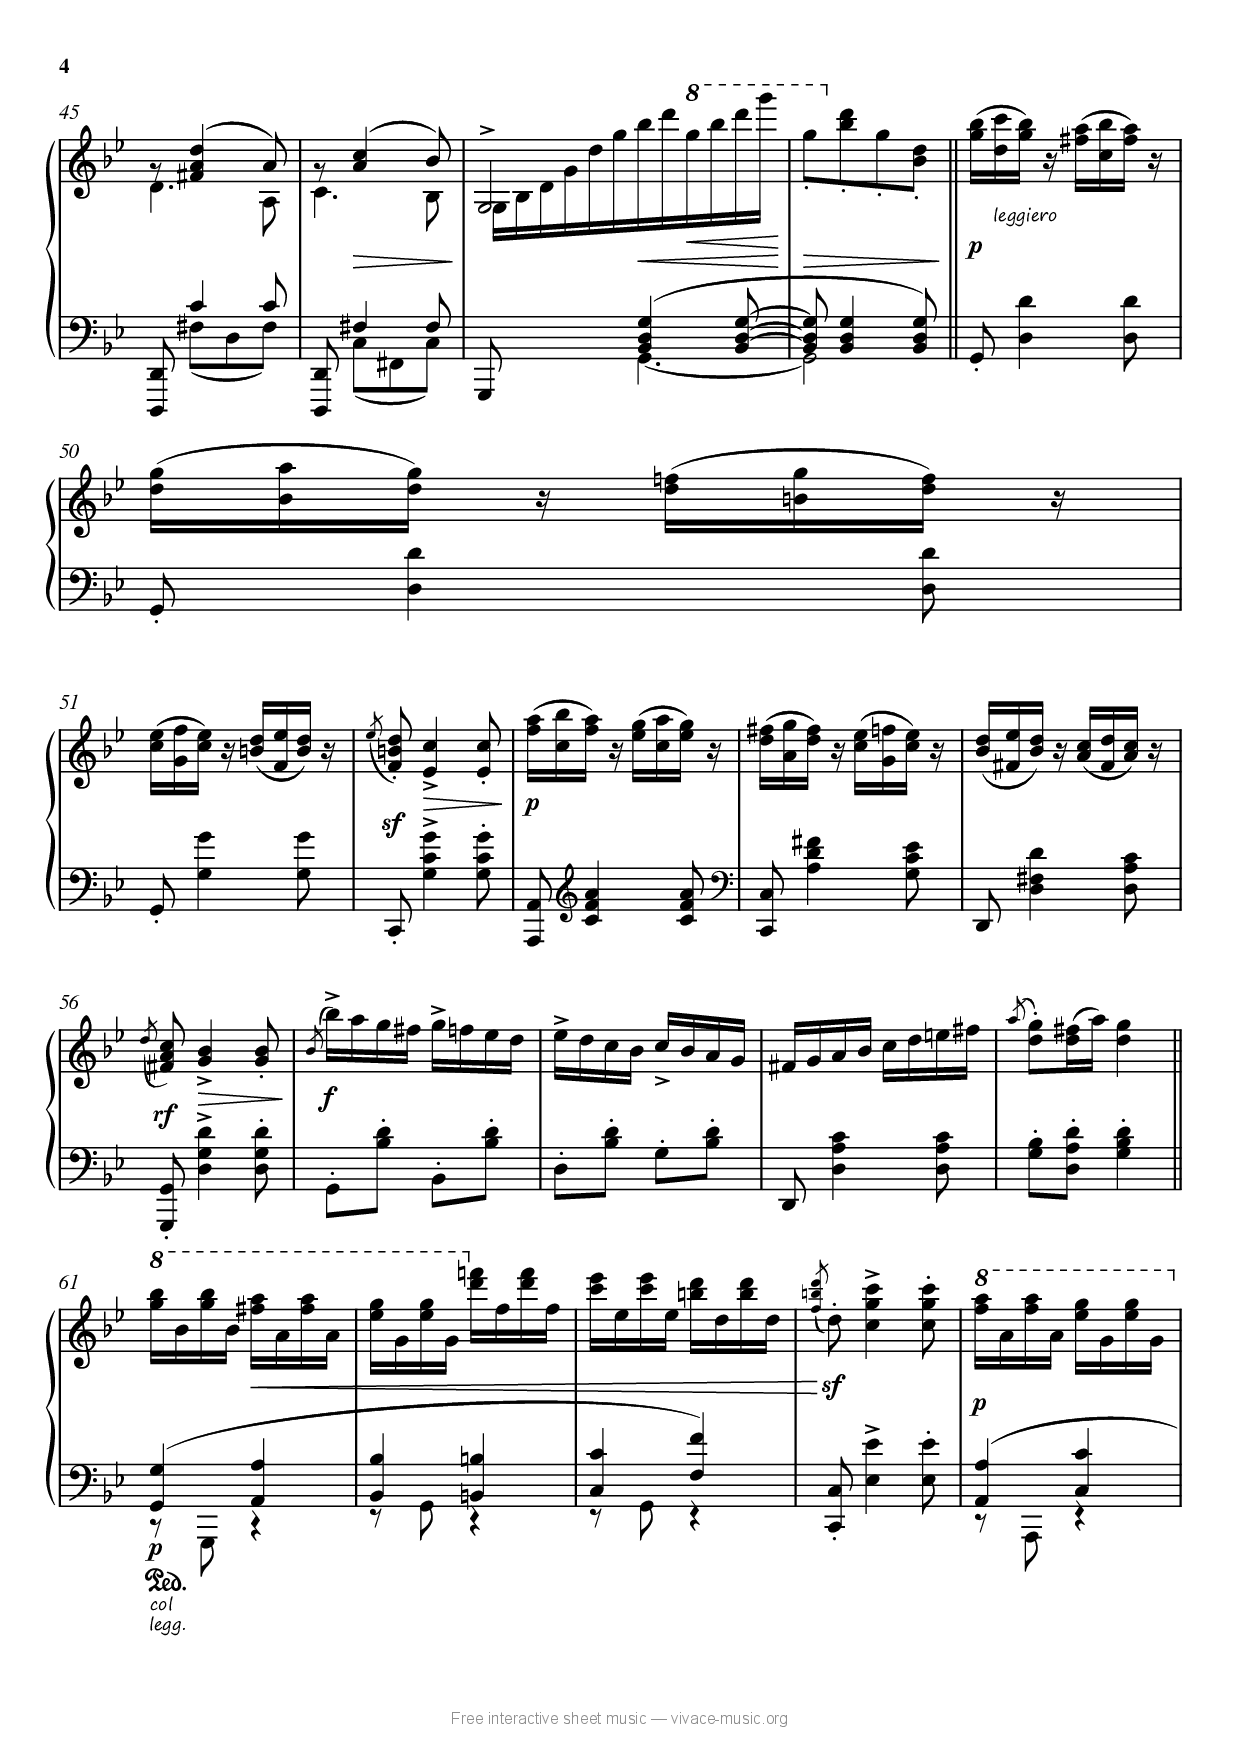 4
45
8
leggiero
p
50
51
sf
p
56
rf
f
61
8
8
sf
p
p
Ped.
col
legg.
Free interactive sheet music — vivace-music.org